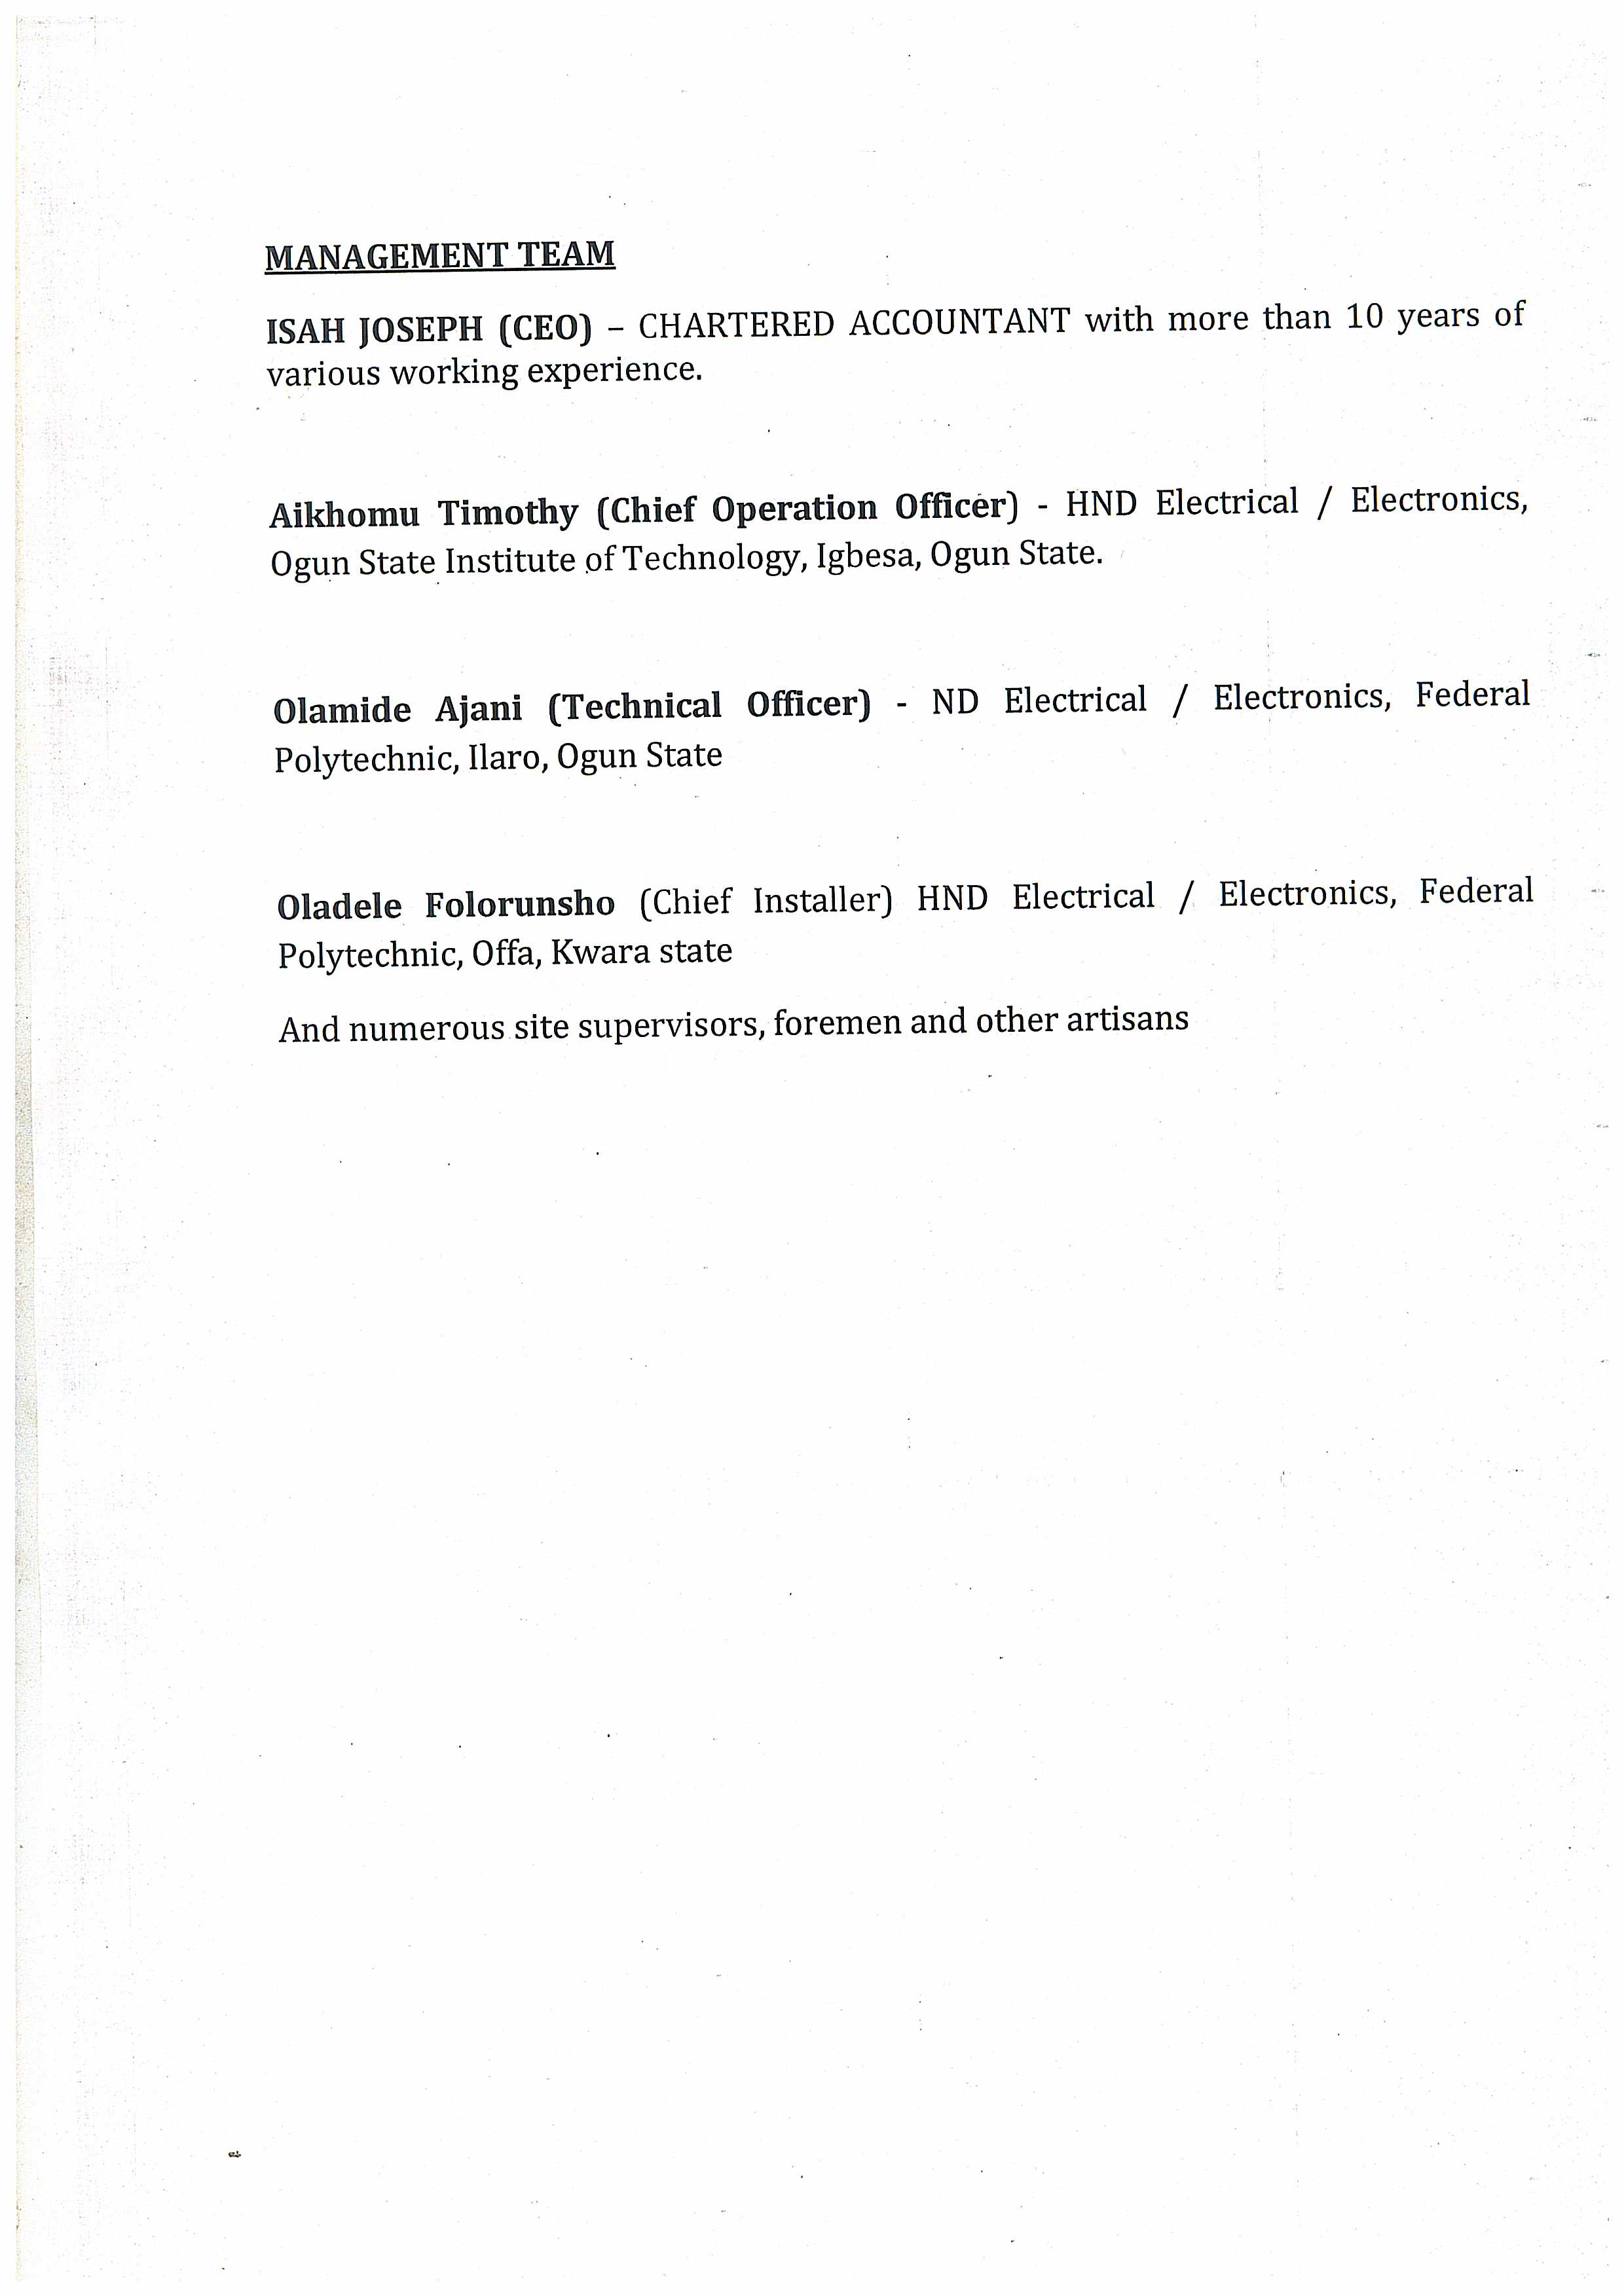 MANAGEMENT TEAM
ISAH JOSEPH (CEO) – CHARTERED ACCOUNTANT with more than 10 years of
various working experience.
Aikhomu Timothy (Chief Operation Officer) - HND Electrical / Electronics,
Ogun State Institute of Technology, Igbesa, Ogun State.
Olamide Ajani (Technical Officer) - ND Electrical / Electronics, Federal
Polytechnic, Ilaro, Ogun State
Oladele Folorunsho (Chief Installer) HND Electrical / Electronics, Federal
Polytechnic, Offa, Kwara state
And numerous site supervisors, foremen and other artisans